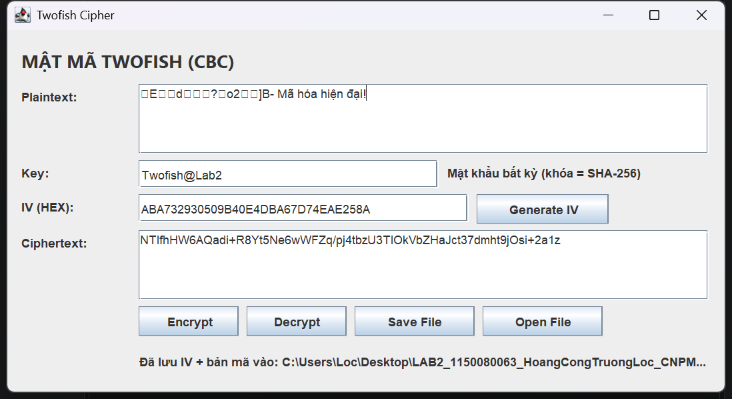 Twofish Cipher
MẬT MÃ TWOFISH (CBC)
Plaintext:
□E□□d□□□?□o2□□]B- Mã hóa hiện đại!
Key:
Twofish@Lab2
Mật khẩu bất kỳ (khóa = SHA-256)
IV (HEX):
ABA732930509B40E4DBA67D74EAE258A
Generate IV
Ciphertext:
NTIfhHW6AQadi+R8Yt5Ne6wWFZq/pj4tbzU3TIOkVbZHaJct37dmht9jOsi+2a1z
Encrypt
Decrypt
Save File
Open File
Đã lưu IV + bản mã vào: C:\Users\Loc\Desktop\LAB2_1150080063_HoangCongTruongLoc_CNPM...